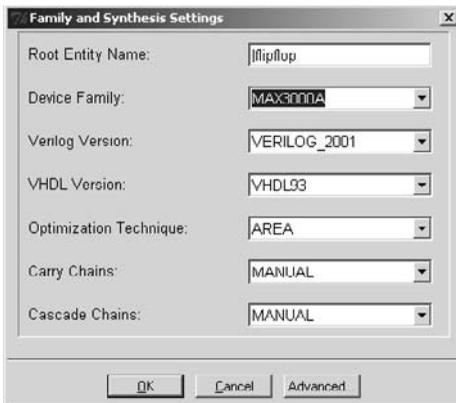 Family and Synthesis Settings
Root Entity Name: flipflop
Device Family: MAX3000A
Verilog Version: VERILOG_2001
VHDL Version: VHDL93
Optimization Technique: AREA
Carry Chains: MANUAL
Cascade Chains: MANUAL
OK Cancel Advanced